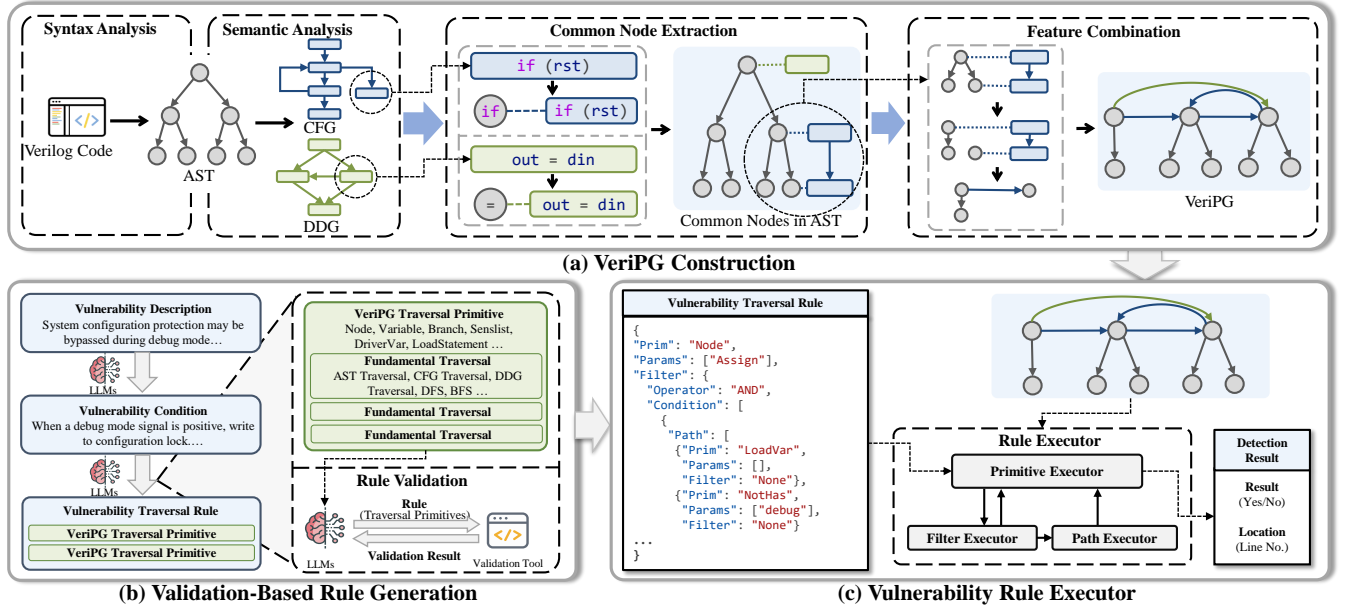 Syntax Analysis
Verilog Code
AST
Semantic Analysis
CFG
DDG
Common Node Extraction
if (rst)
if
if (rst)
out = din
=
out = din
Common Nodes in AST
Feature Combination
VeriPG
(a) VeriPG Construction
Vulnerability Description
System configuration protection may be
bypassed during debug mode…
LLMs
Vulnerability Condition
When a debug mode signal is positive, write
to configuration lock.…
LLMs
Vulnerability Traversal Rule
VeriPG Traversal Primitive
VeriPG Traversal Primitive
VeriPG Traversal Primitive
Node, Variable, Branch, Senslist,
DriverVar, LoadStatement …
Fundamental Traversal
AST Traversal, CFG Traversal, DDG
Traversal, DFS, BFS …
Fundamental Traversal
Fundamental Traversal
Rule Validation
Rule
(Traversal Primitives)
Validation Result
LLMs
Validation Tool
(b) Validation-Based Rule Generation
Vulnerability Traversal Rule
{
"Prim": "Node",
"Params": ["Assign"],
"Filter": {
"Operator": "AND",
"Condition": [
{
"Path": [
{"Prim": "LoadVar",
"Params": [],
"Filter": "None"},
{"Prim": "NotHas",
"Params": ["debug"],
"Filter": "None"}
...
}
Rule Executor
Primitive Executor
Filter Executor
Path Executor
Detection
Result
Result
(Yes/No)
Location
(Line No.)
(c) Vulnerability Rule Executor